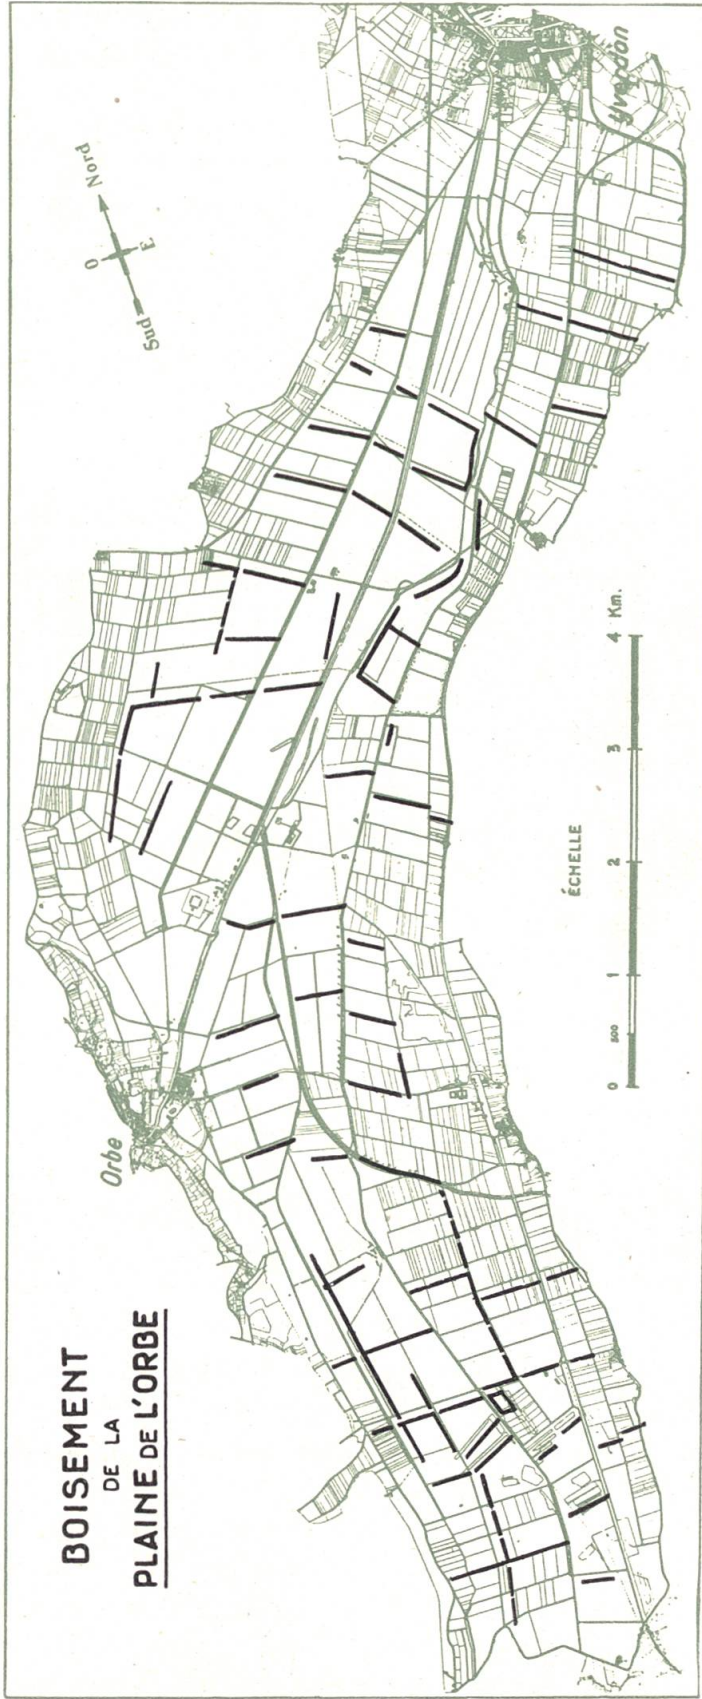 BOISEMENT
DE LA
PLAINE DE L'ORBE
Orbe
Sud
O
E
Nord
Yverdon
ÉCHELLE
0 500 1 2 3 4 Km.